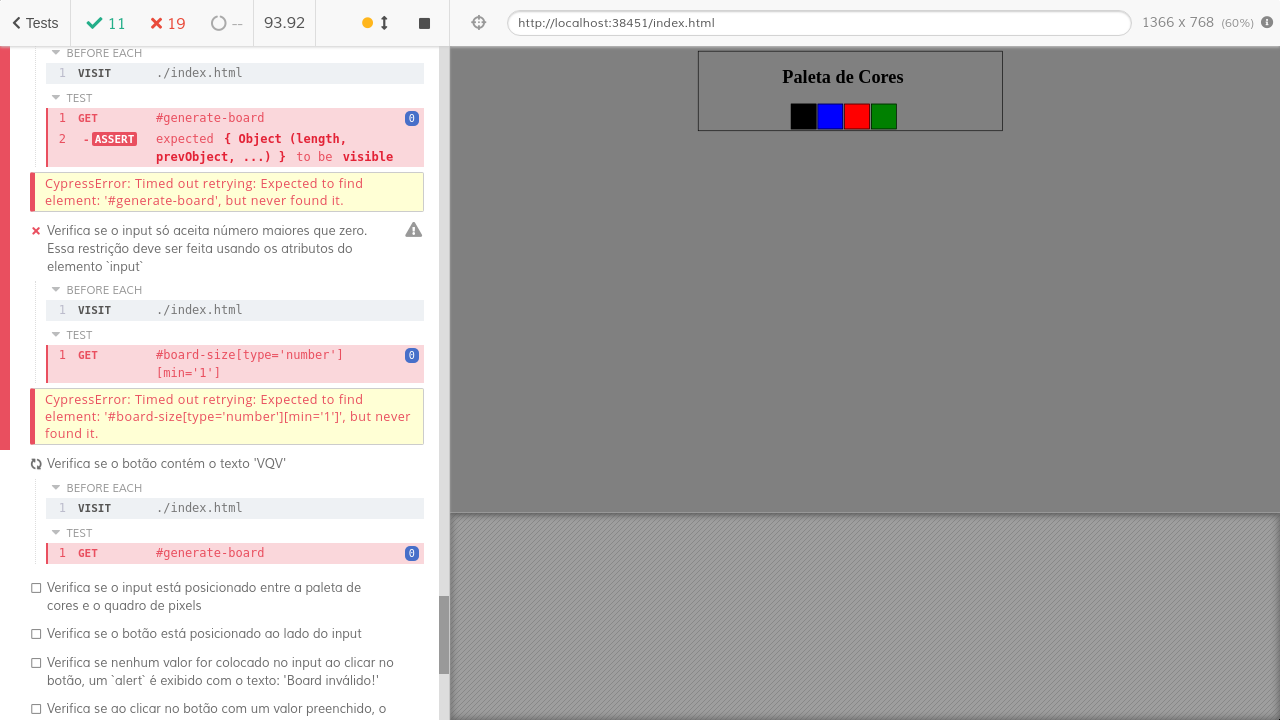 Tests
11
19
--
93.92
http://localhost:38451/index.html
1366 x 768 (60%)
BEFORE EACH
1 VISIT ./index.html
TEST
1 GET #generate-board 0
2 -ASSERT expected { Object (length,
prevObject, ...) } to be visible
CypressError: Timed out retrying: Expected to find
element: '#generate-board', but never found it.
Verifica se o input só aceita número maiores que zero.
Essa restrição deve ser feita usando os atributos do
elemento `input`
BEFORE EACH
1 VISIT ./index.html
TEST
1 GET #board-size[type='number'] 0
[min='1']
CypressError: Timed out retrying: Expected to find
element: '#board-size[type='number'][min='1']', but never
found it.
Verifica se o botão contém o texto 'VQV'
BEFORE EACH
1 VISIT ./index.html
TEST
1 GET #generate-board 0
Verifica se o input está posicionado entre a paleta de
cores e o quadro de pixels
Verifica se o botão está posicionado ao lado do input
Verifica se nenhum valor for colocado no input ao clicar no
botão, um `alert` é exibido com o texto: 'Board inválido!'
Verifica se ao clicar no botão com um valor preenchido, o
Paleta de Cores